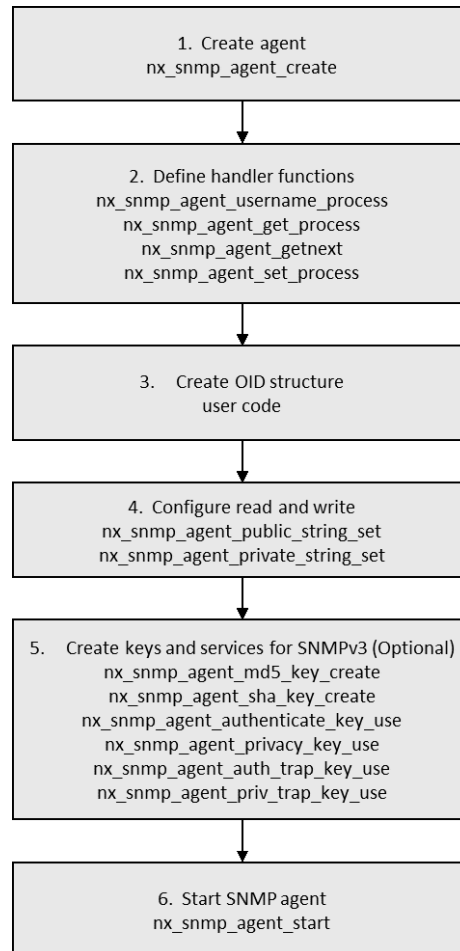 1. Create agent
nx_snmp_agent_create
2. Define handler functions
nx_snmp_agent_username_process
nx_snmp_agent_get_process
nx_snmp_agent_getnext
nx_snmp_agent_set_process
3. Create OID structure
user code
4. Configure read and write
nx_snmp_agent_public_string_set
nx_snmp_agent_private_string_set
5. Create keys and services for SNMPv3 (Optional)
nx_snmp_agent_md5_key_create
nx_snmp_agent_sha_key_create
nx_snmp_agent_authenticate_key_use
nx_snmp_agent_privacy_key_use
nx_snmp_agent_auth_trap_key_use
nx_snmp_agent_priv_trap_key_use
6. Start SNMP agent
nx_snmp_agent_start